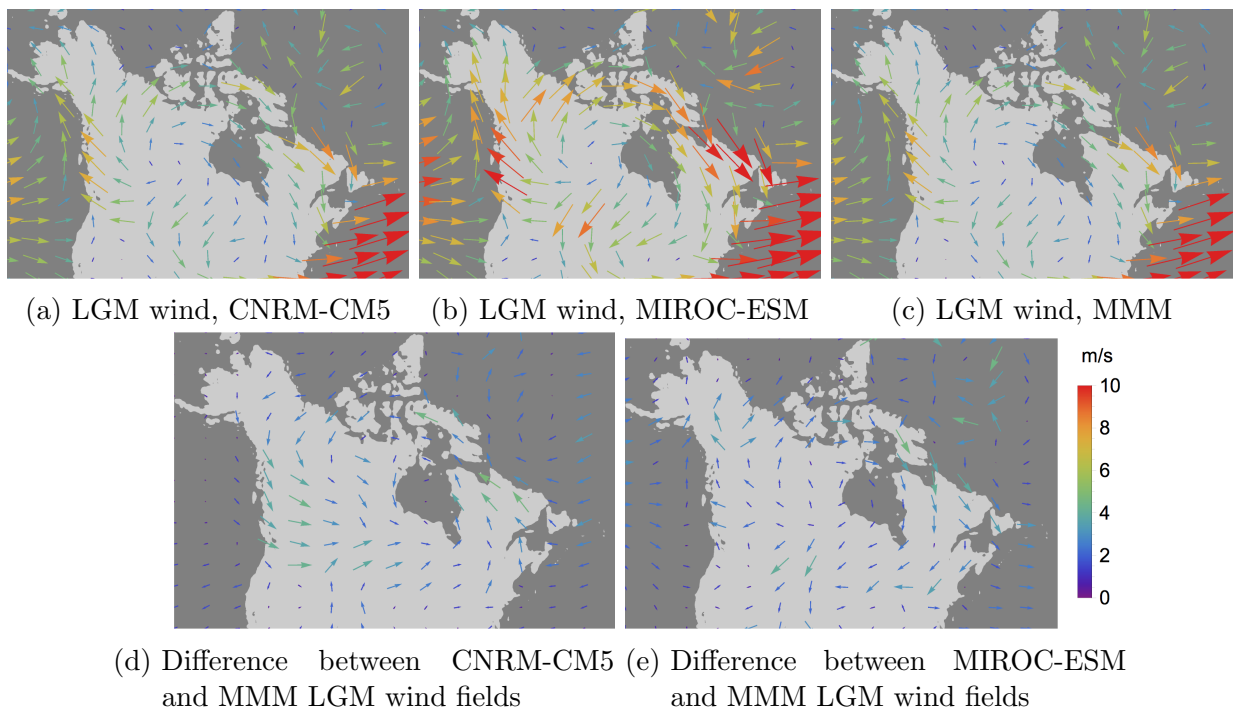 (a) LGM wind, CNRM-CM5
(b) LGM wind, MIROC-ESM
(c) LGM wind, MMM
m/s
10
8
6
4
2
0
(d) Difference between CNRM-CM5
and MMM LGM wind fields
(e) Difference between MIROC-ESM
and MMM LGM wind fields